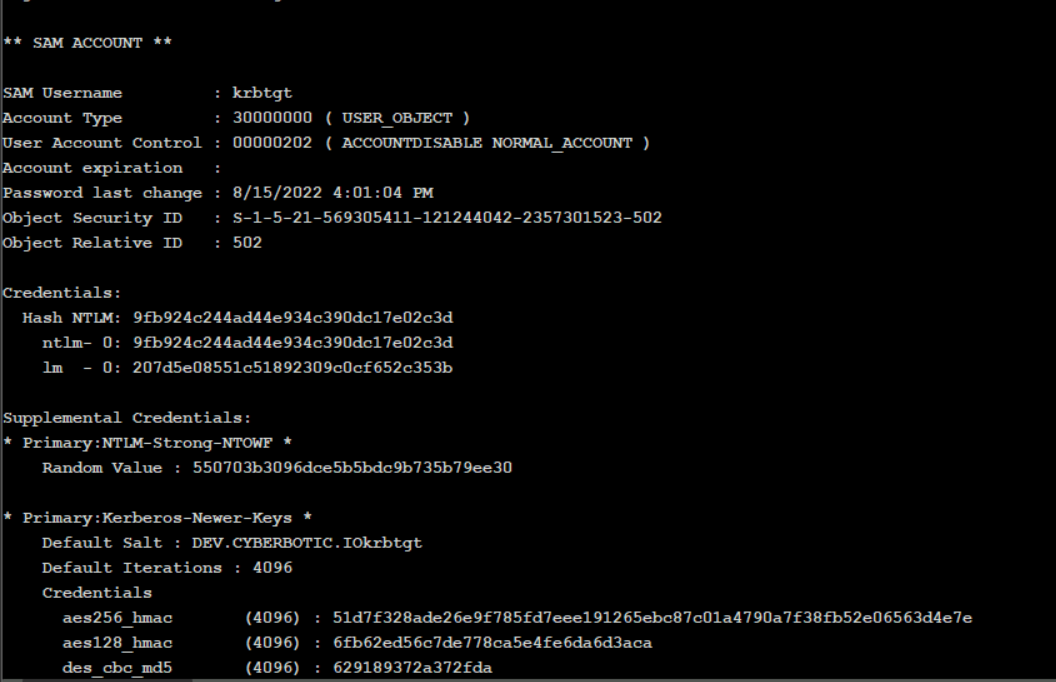 ** SAM ACCOUNT **
SAM Username : krbtgt
Account Type : 30000000 ( USER_OBJECT )
User Account Control : 00000202 ( ACCOUNTDISABLE NORMAL_ACCOUNT )
Account expiration :
Password last change : 8/15/2022 4:01:04 PM
Object Security ID : S-1-5-21-569305411-121244042-2357301523-502
Object Relative ID : 502
Credentials:
Hash NTLM: 9fb924c244ad44e934c390dc17e02c3d
ntlm- 0: 9fb924c244ad44e934c390dc17e02c3d
lm - 0: 207d5e08551c51892309c0cf652c353b
Supplemental Credentials:
* Primary:NTLM-Strong-NTOWF *
Random Value : 550703b3096dce5b5bdc9b735b79ee30
* Primary:Kerberos-Newer-Keys *
Default Salt : DEV.CYBERBOTIC.IOkrbtgt
Default Iterations : 4096
Credentials
aes256_hmac (4096) : 51d7f328ade26e9f785fd7eee191265ebc87c01a4790a7f38fb52e06563d4e7e
aes128_hmac (4096) : 6fb62ed56c7de778ca5e4fe6da6d3aca
des_cbc_md5 (4096) : 629189372a372fda